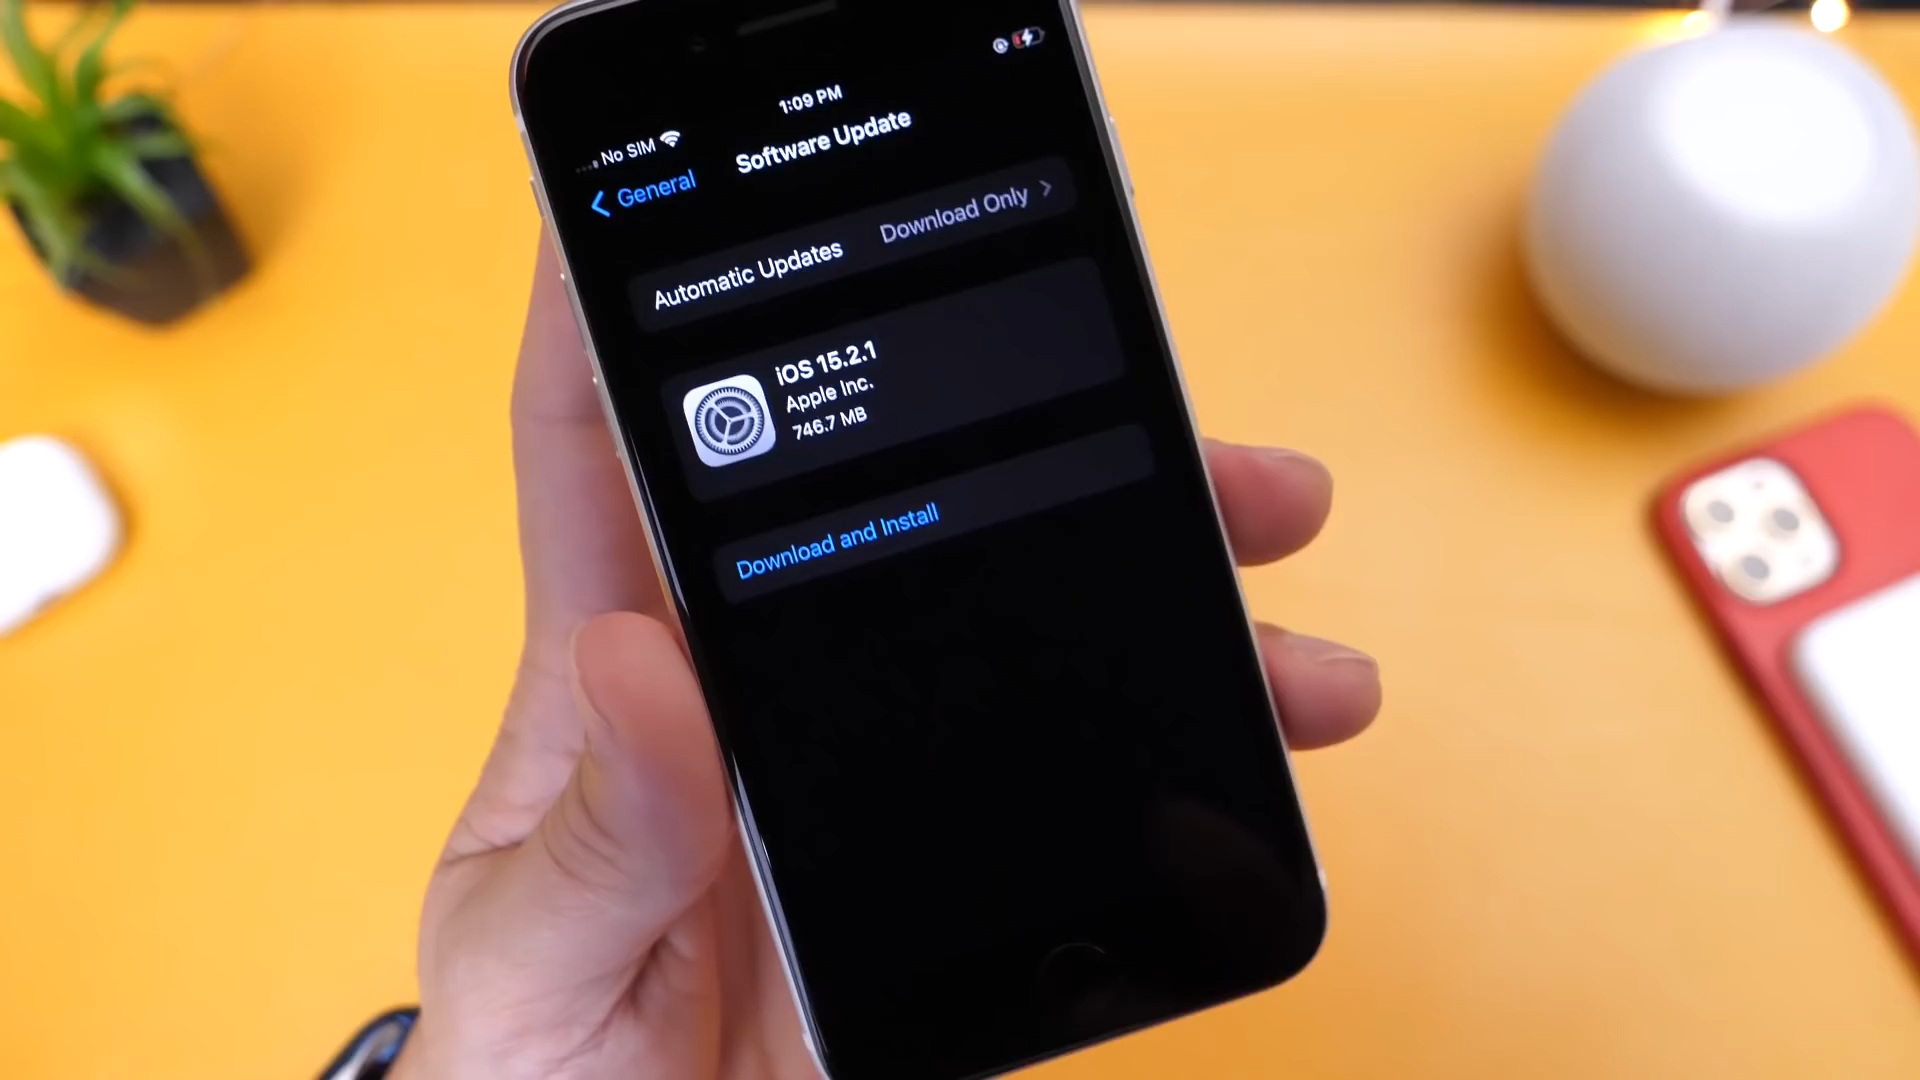 1:09 PM
No SIM
General
Software Update
Automatic Updates
Download Only
iOS 15.2.1
Apple Inc.
746.7 MB
Download and Install